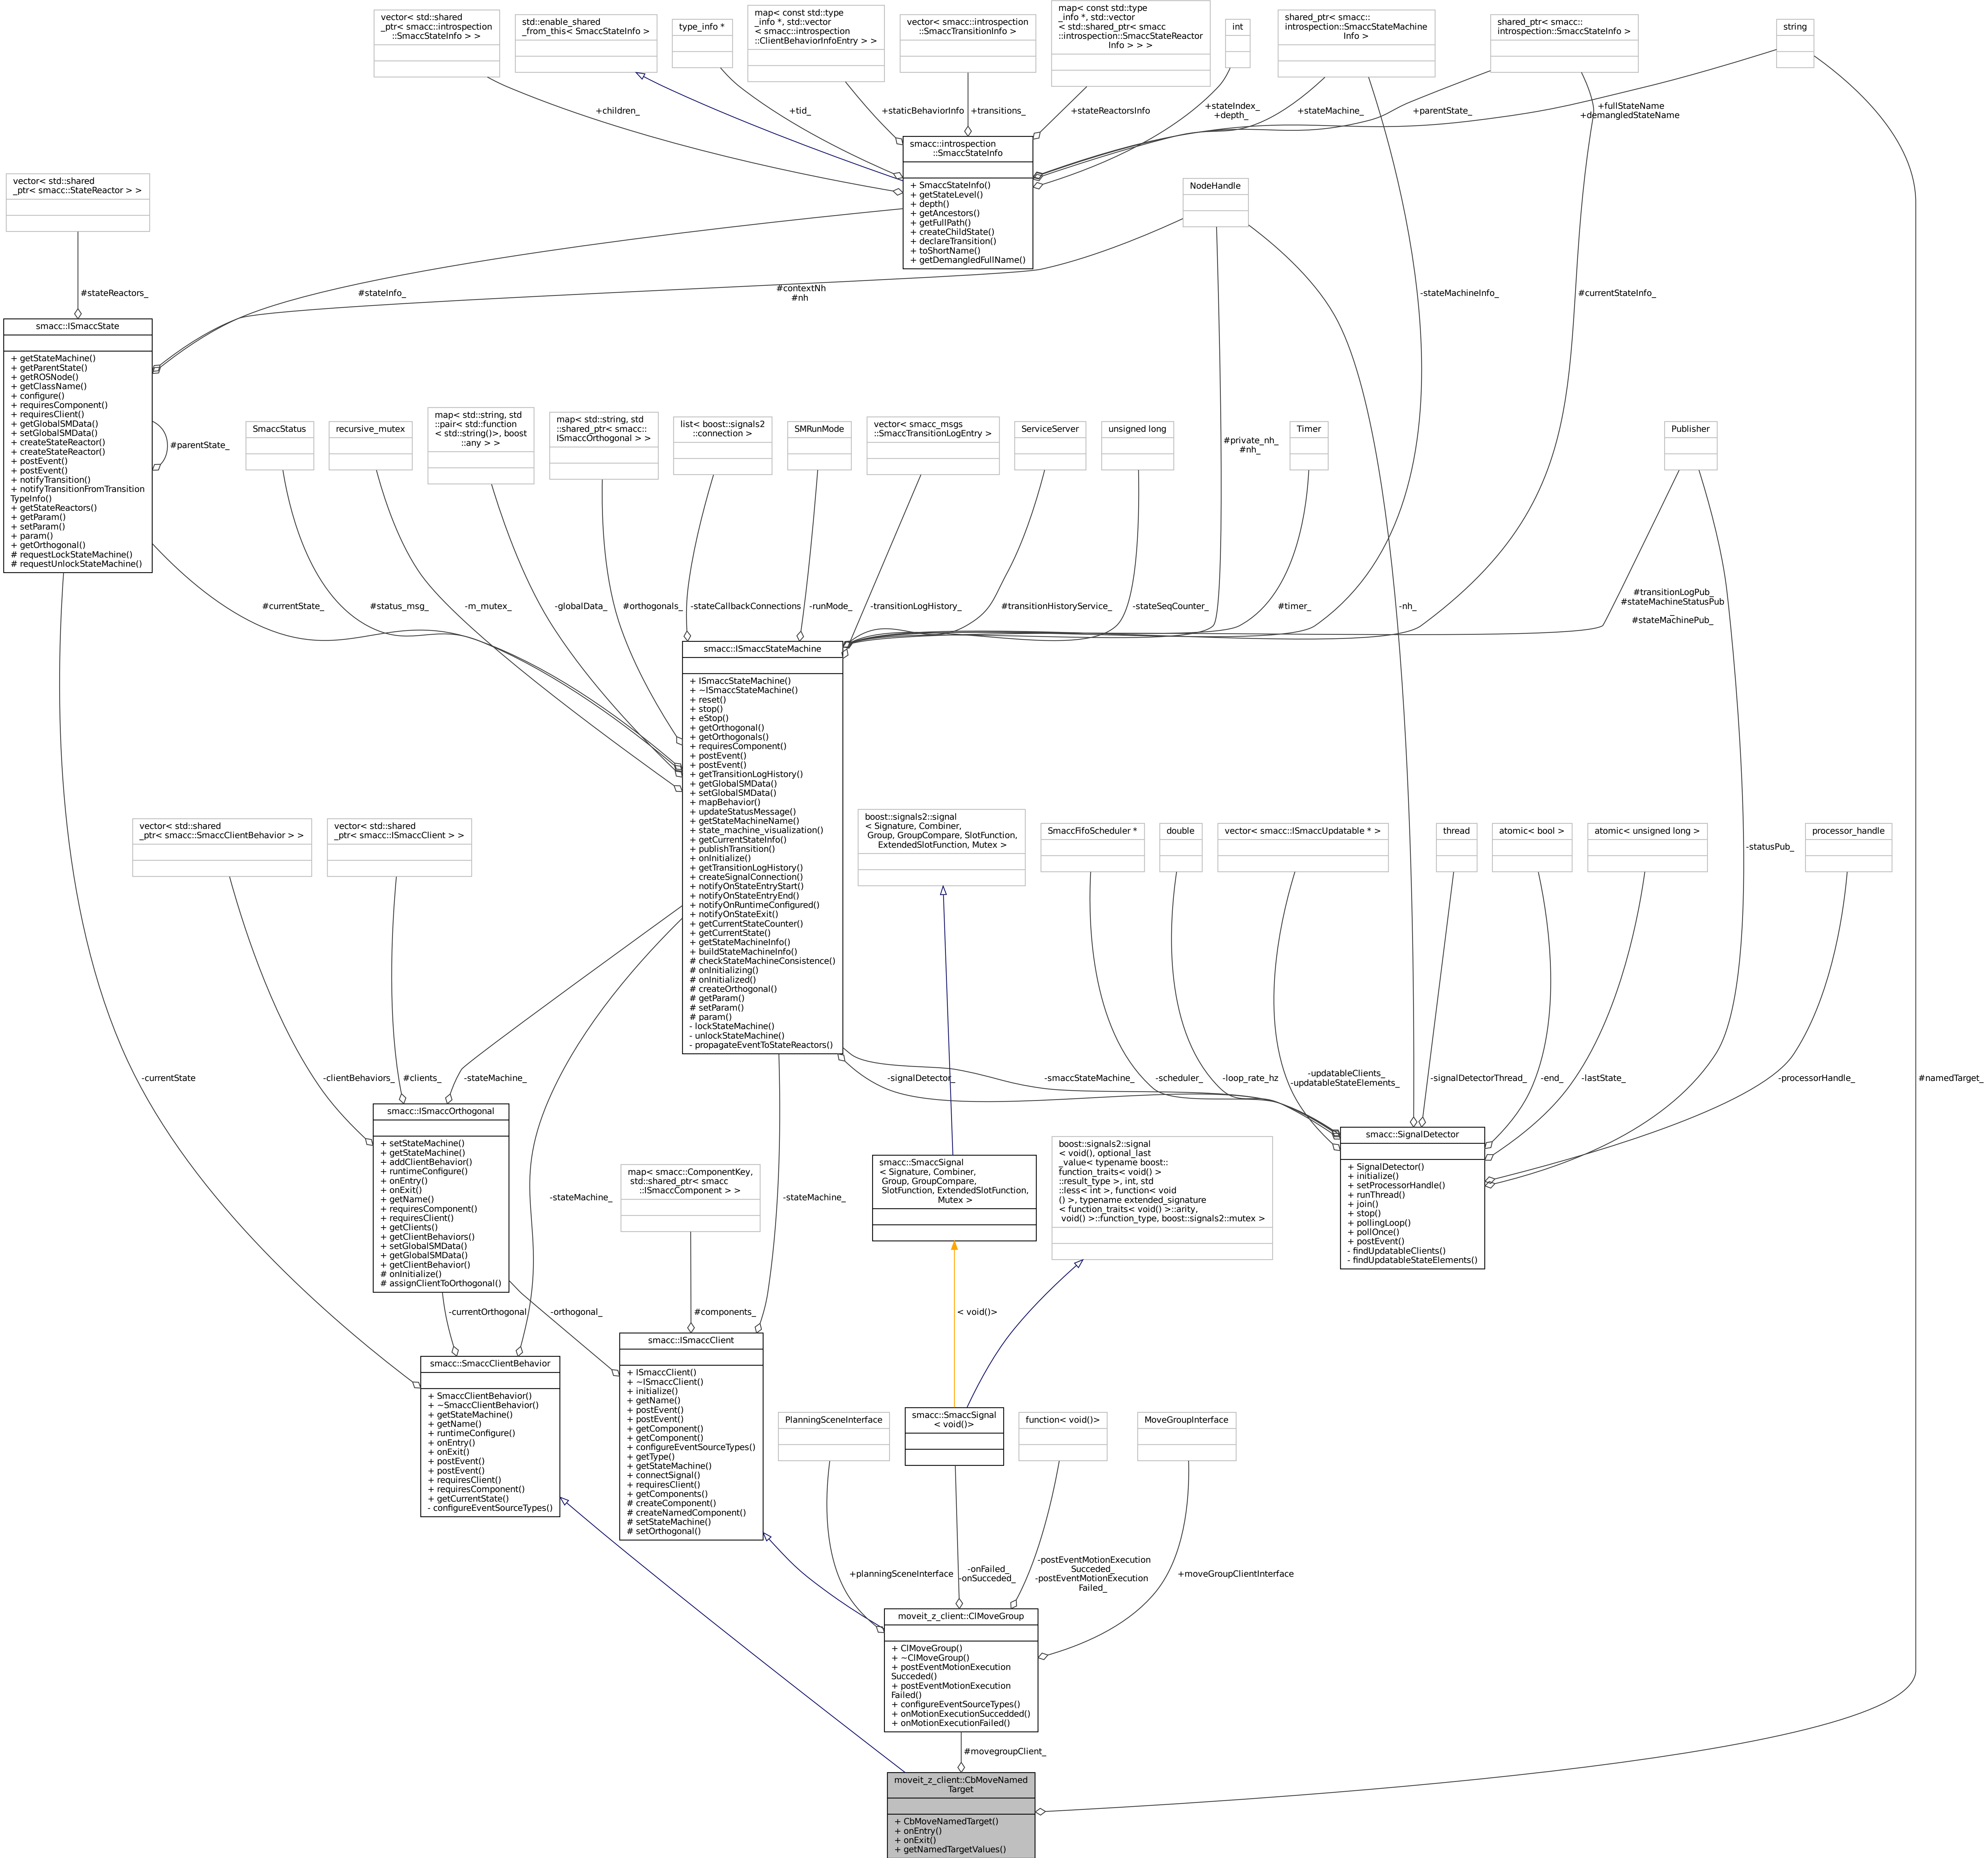 vector< std::shared
_ptr< smacc::introspection
::SmaccStateInfo > >
std::enable_shared
_from_this< SmaccStateInfo >
type_info *
map< const std::type
_info *, std::vector
< smacc::introspection
::ClientBehaviorInfoEntry > >
vector< smacc::introspection
::SmaccTransitionInfo >
map< const std::type
_info *, std::vector
< std::shared_ptr< smacc
::introspection::SmaccStateReactor
Info > > >
int
shared_ptr< smacc::
introspection::SmaccStateMachine
Info >
shared_ptr< smacc::
introspection::SmaccStateInfo >
string
+children_
+tid_
+staticBehaviorInfo
+transitions_
+stateReactorsInfo
+stateIndex_
+depth_
+stateMachine_
+parentState_
+fullStateName
+demangledStateName
smacc::introspection
::SmaccStateInfo
+ SmaccStateInfo()
+ getStateLevel()
+ depth()
+ getAncestors()
+ getFullPath()
+ createChildState()
+ declareTransition()
+ toShortName()
+ getDemangledFullName()
vector< std::shared
_ptr< smacc::StateReactor > >
NodeHandle
#stateReactors_
#stateInfo_
#contextNh
#nh
-stateMachineInfo_
#currentStateInfo_
smacc::ISmaccState
+ getStateMachine()
+ getParentState()
+ getROSNode()
+ getClassName()
+ configure()
+ requiresComponent()
+ requiresClient()
+ getGlobalSMData()
+ setGlobalSMData()
+ createStateReactor()
+ createStateReactor()
+ postEvent()
+ postEvent()
+ notifyTransition()
+ notifyTransitionFromTransition
TypeInfo()
+ getStateReactors()
+ getParam()
+ setParam()
+ param()
+ getOrthogonal()
# requestLockStateMachine()
# requestUnlockStateMachine()
#parentState_
SmaccStatus
recursive_mutex
map< std::string, std
::pair< std::function
< std::string()>, boost
::any > >
map< std::string, std
::shared_ptr< smacc::
ISmaccOrthogonal > >
list< boost::signals2
::connection >
SMRunMode
vector< smacc_msgs
::SmaccTransitionLogEntry >
ServiceServer
unsigned long
#private_nh_
#nh_
Timer
Publisher
#currentState_
#status_msg_
-m_mutex_
-globalData_
#orthogonals_
-stateCallbackConnections
-runMode_
-transitionLogHistory_
#transitionHistoryService_
-stateSeqCounter_
#timer_
-nh_
#transitionLogPub_
#stateMachineStatusPub
_
#stateMachinePub_
smacc::ISmaccStateMachine
+ ISmaccStateMachine()
+ ~ISmaccStateMachine()
+ reset()
+ stop()
+ eStop()
+ getOrthogonal()
+ getOrthogonals()
+ requiresComponent()
+ postEvent()
+ postEvent()
+ getTransitionLogHistory()
+ getGlobalSMData()
+ setGlobalSMData()
+ mapBehavior()
+ updateStatusMessage()
+ getStateMachineName()
+ state_machine_visualization()
+ getCurrentStateInfo()
+ publishTransition()
+ onInitialize()
+ getTransitionLogHistory()
+ createSignalConnection()
+ notifyOnStateEntryStart()
+ notifyOnStateEntryEnd()
+ notifyOnRuntimeConfigured()
+ notifyOnStateExit()
+ getCurrentStateCounter()
+ getCurrentState()
+ getStateMachineInfo()
+ buildStateMachineInfo()
# checkStateMachineConsistence()
# onInitializing()
# onInitialized()
# createOrthogonal()
# getParam()
# setParam()
# param()
- lockStateMachine()
- unlockStateMachine()
- propagateEventToStateReactors()
vector< std::shared
_ptr< smacc::SmaccClientBehavior > >
vector< std::shared
_ptr< smacc::ISmaccClient > >
boost::signals2::signal
< Signature, Combiner,
Group, GroupCompare, SlotFunction,
ExtendedSlotFunction, Mutex >
SmaccFifoScheduler *
double
vector< smacc::ISmaccUpdatable * >
thread
atomic< bool >
atomic< unsigned long >
-statusPub_
processor_handle
-currentState
-clientBehaviors_
#clients_
-stateMachine_
-signalDetector_
-smaccStateMachine_
-scheduler_
-loop_rate_hz
-updatableClients_
-updatableStateElements_
-signalDetectorThread_
-end_
-lastState_
-processorHandle_
#namedTarget_
smacc::ISmaccOrthogonal
+ setStateMachine()
+ getStateMachine()
+ addClientBehavior()
+ runtimeConfigure()
+ onEntry()
+ onExit()
+ getName()
+ requiresComponent()
+ requiresClient()
+ getClients()
+ getClientBehaviors()
+ setGlobalSMData()
+ getGlobalSMData()
+ getClientBehavior()
# onInitialize()
# assignClientToOrthogonal()
-stateMachine_
map< smacc::ComponentKey,
std::shared_ptr< smacc
::ISmaccComponent > >
-stateMachine_
smacc::SmaccSignal
< Signature, Combiner,
Group, GroupCompare,
SlotFunction, ExtendedSlotFunction,
Mutex >
boost::signals2::signal
< void(), optional_last
_value< typename boost::
function_traits< void() >
::result_type >, int, std
::less< int >, function< void
() >, typename extended_signature
< function_traits< void() >::arity,
void() >::function_type, boost::signals2::mutex >
smacc::SignalDetector
+ SignalDetector()
+ initialize()
+ setProcessorHandle()
+ runThread()
+ join()
+ stop()
+ pollingLoop()
+ pollOnce()
+ postEvent()
- findUpdatableClients()
- findUpdatableStateElements()
-currentOrthogonal
-orthogonal_
#components_
< void()>
smacc::SmaccClientBehavior
+ SmaccClientBehavior()
+ ~SmaccClientBehavior()
+ getStateMachine()
+ getName()
+ runtimeConfigure()
+ onEntry()
+ onExit()
+ postEvent()
+ postEvent()
+ requiresClient()
+ requiresComponent()
+ getCurrentState()
- configureEventSourceTypes()
smacc::ISmaccClient
+ ISmaccClient()
+ ~ISmaccClient()
+ initialize()
+ getName()
+ postEvent()
+ postEvent()
+ getComponent()
+ getComponent()
+ configureEventSourceTypes()
+ getType()
+ getStateMachine()
+ connectSignal()
+ requiresClient()
+ getComponents()
# createComponent()
# createNamedComponent()
# setStateMachine()
# setOrthogonal()
PlanningSceneInterface
smacc::SmaccSignal
< void()>
function< void()>
MoveGroupInterface
+planningSceneInterface
-onFailed_
-onSucceded_
-postEventMotionExecution
Succeded_
-postEventMotionExecution
Failed_
+moveGroupClientInterface
moveit_z_client::ClMoveGroup
+ ClMoveGroup()
+ ~ClMoveGroup()
+ postEventMotionExecution
Succeded()
+ postEventMotionExecution
Failed()
+ configureEventSourceTypes()
+ onMotionExecutionSuccedded()
+ onMotionExecutionFailed()
#movegroupClient_
moveit_z_client::CbMoveNamed
Target
+ CbMoveNamedTarget()
+ onEntry()
+ onExit()
+ getNamedTargetValues()